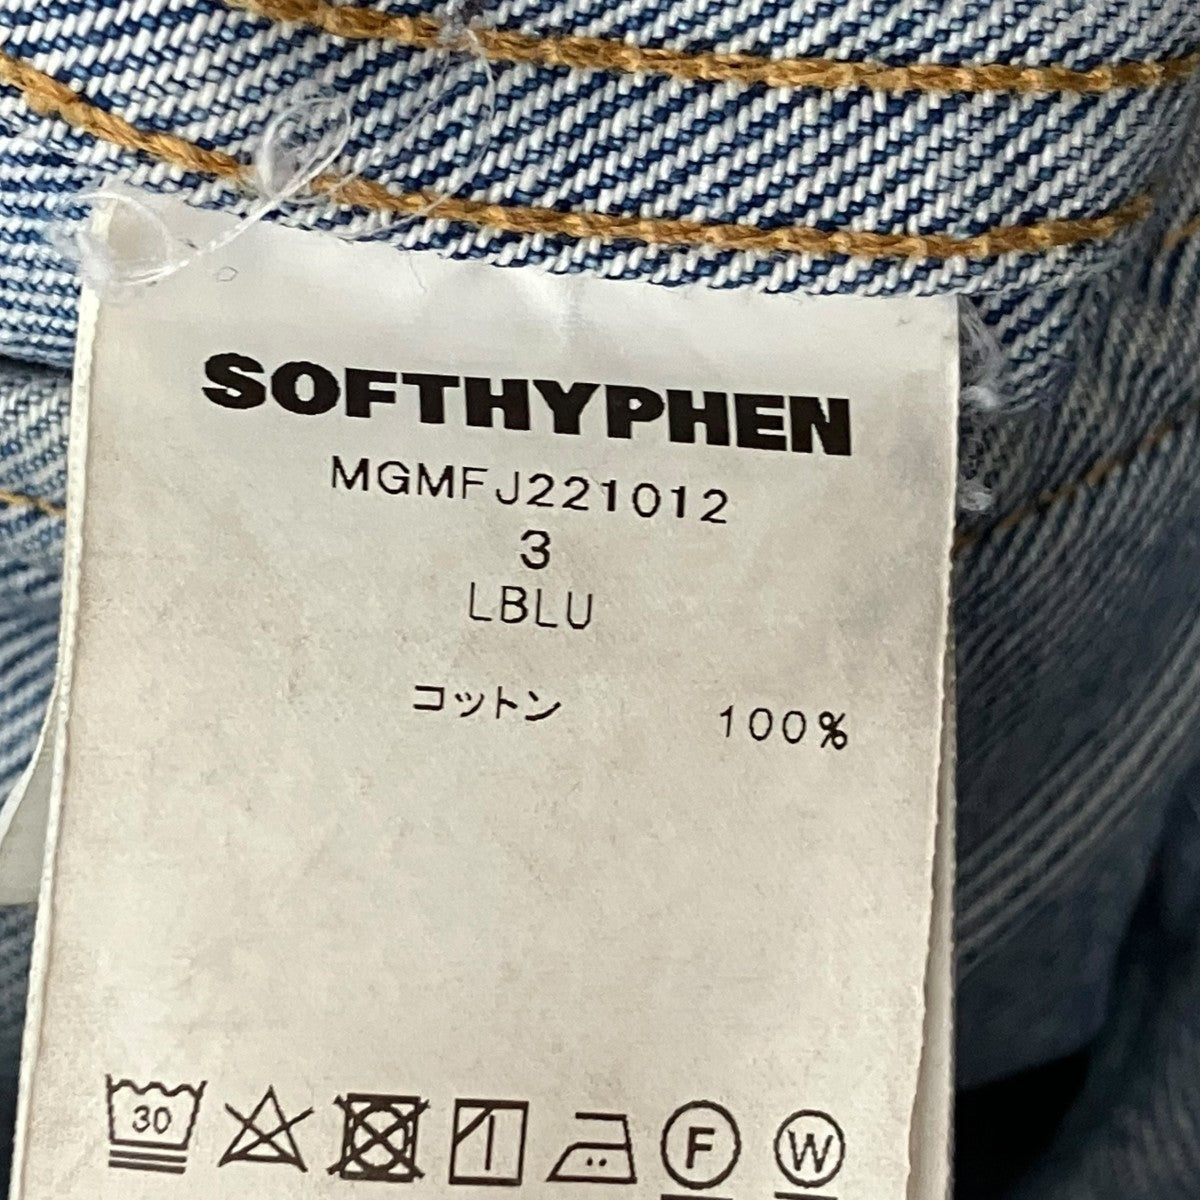 SOFTHYPHEN
MGMFJ221012
3
LBLU
コットン 100%
30 F W